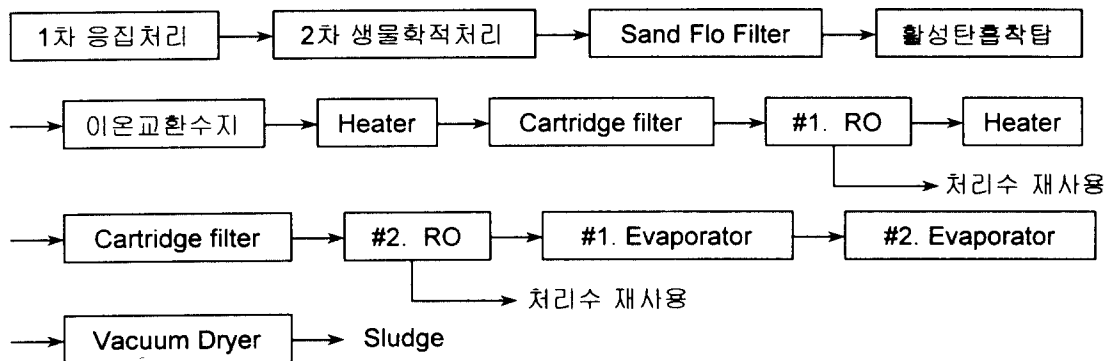 1차 응집처리 2차 생물학적처리 Sand Flo Filter 활성탄흡착탑
이온교환수지 Heater Cartridge filter #1. RO Heater
처리수 재사용
Cartridge filter #2. RO #1. Evaporator #2. Evaporator
처리수 재사용
Vacuum Dryer Sludge